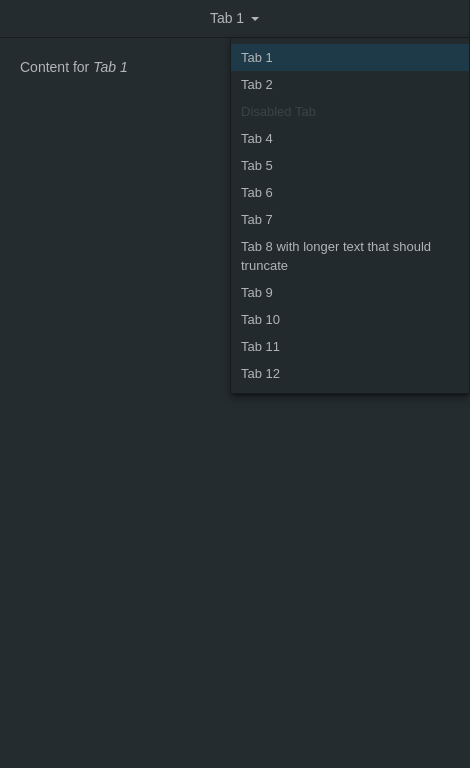 Tab 1
Content for Tab 1
Tab 1
Tab 2
Disabled Tab
Tab 4
Tab 5
Tab 6
Tab 7
Tab 8 with longer text that should
truncate
Tab 9
Tab 10
Tab 11
Tab 12